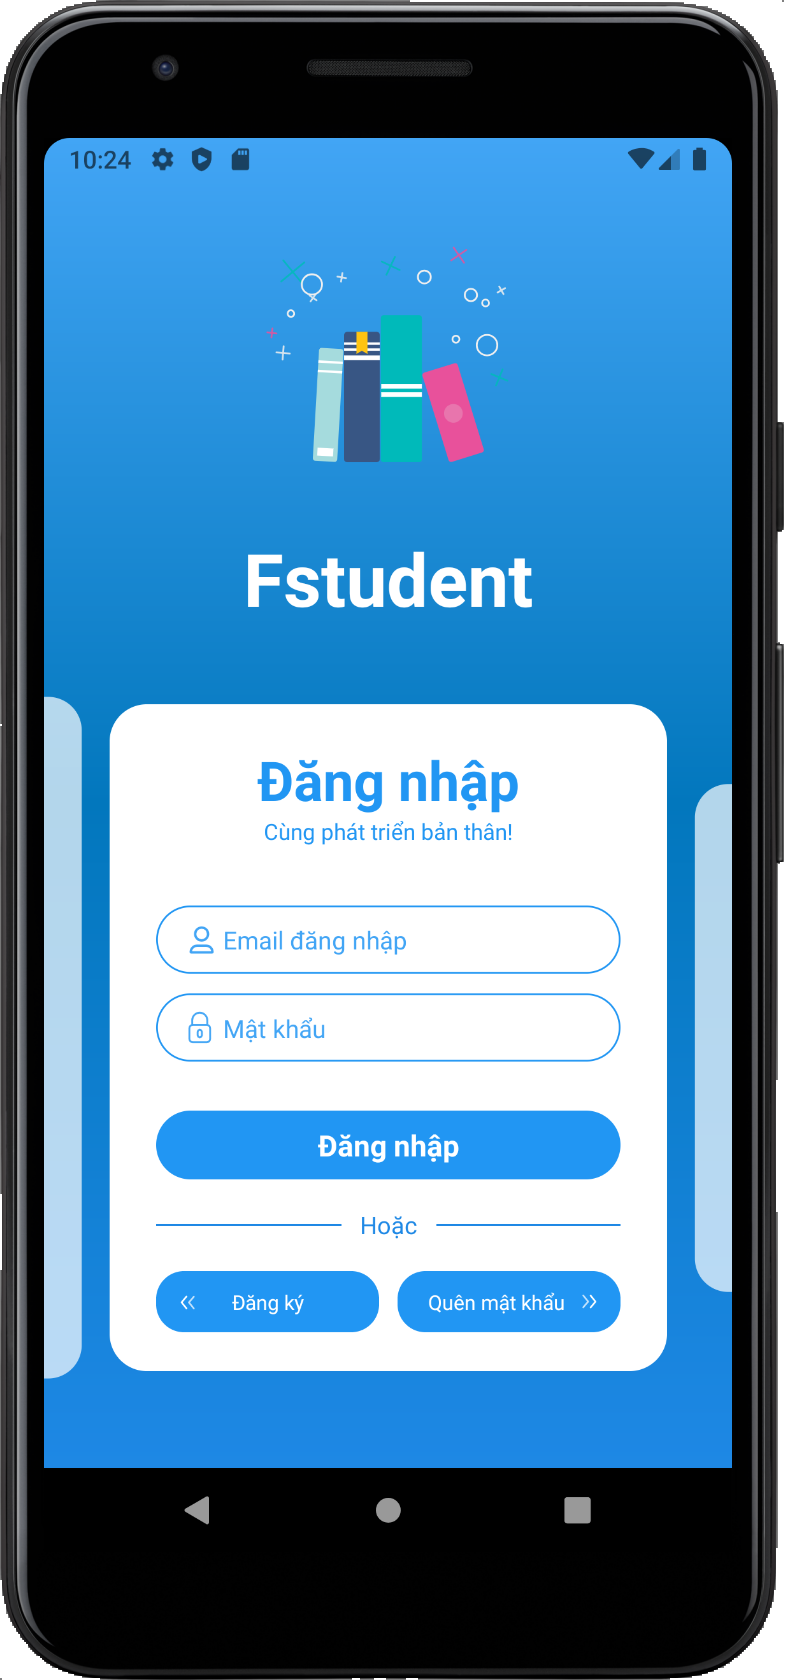 10:24
Fstudent
Đăng nhập
Cùng phát triển bản thân!
Email đăng nhập
Mật khẩu
Đăng nhập
Hoặc
Đăng ký
Quên mật khẩu